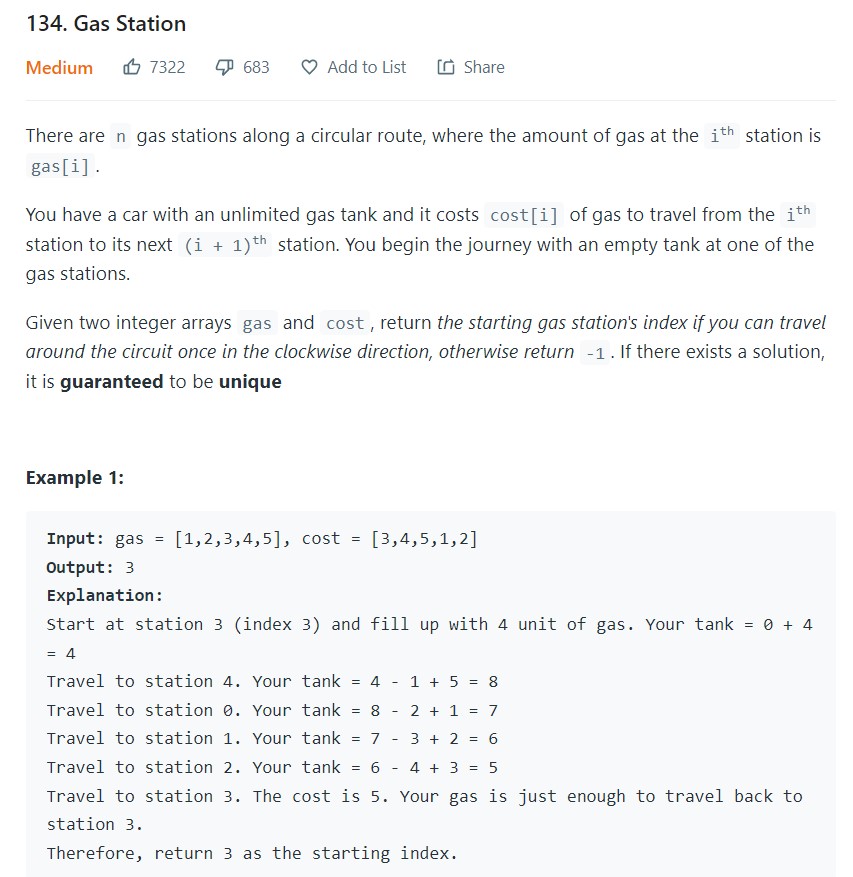 134. Gas Station
Medium 7322 683 Add to List Share
There are n gas stations along a circular route, where the amount of gas at the ith station is
gas[i].
You have a car with an unlimited gas tank and it costs cost[i] of gas to travel from the ith
station to its next (i + 1)th station. You begin the journey with an empty tank at one of the
gas stations.
Given two integer arrays gas and cost, return the starting gas station's index if you can travel
around the circuit once in the clockwise direction, otherwise return -1. If there exists a solution,
it is guaranteed to be unique
Example 1:
Input: gas = [1,2,3,4,5], cost = [3,4,5,1,2]
Output: 3
Explanation:
Start at station 3 (index 3) and fill up with 4 unit of gas. Your tank = 0 + 4
= 4
Travel to station 4. Your tank = 4 - 1 + 5 = 8
Travel to station 0. Your tank = 8 - 2 + 1 = 7
Travel to station 1. Your tank = 7 - 3 + 2 = 6
Travel to station 2. Your tank = 6 - 4 + 3 = 5
Travel to station 3. The cost is 5. Your gas is just enough to travel back to
station 3.
Therefore, return 3 as the starting index.